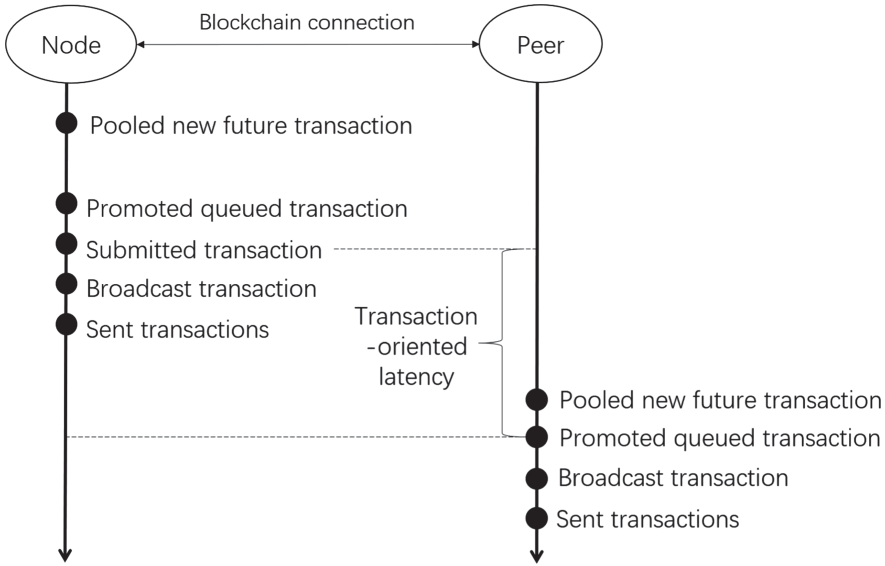 Blockchain connection
Node
Peer
Pooled new future transaction
Promoted queued transaction
Submitted transaction
Broadcast transaction
Sent transactions
Transaction
-oriented
latency
Pooled new future transaction
Promoted queued transaction
Broadcast transaction
Sent transactions